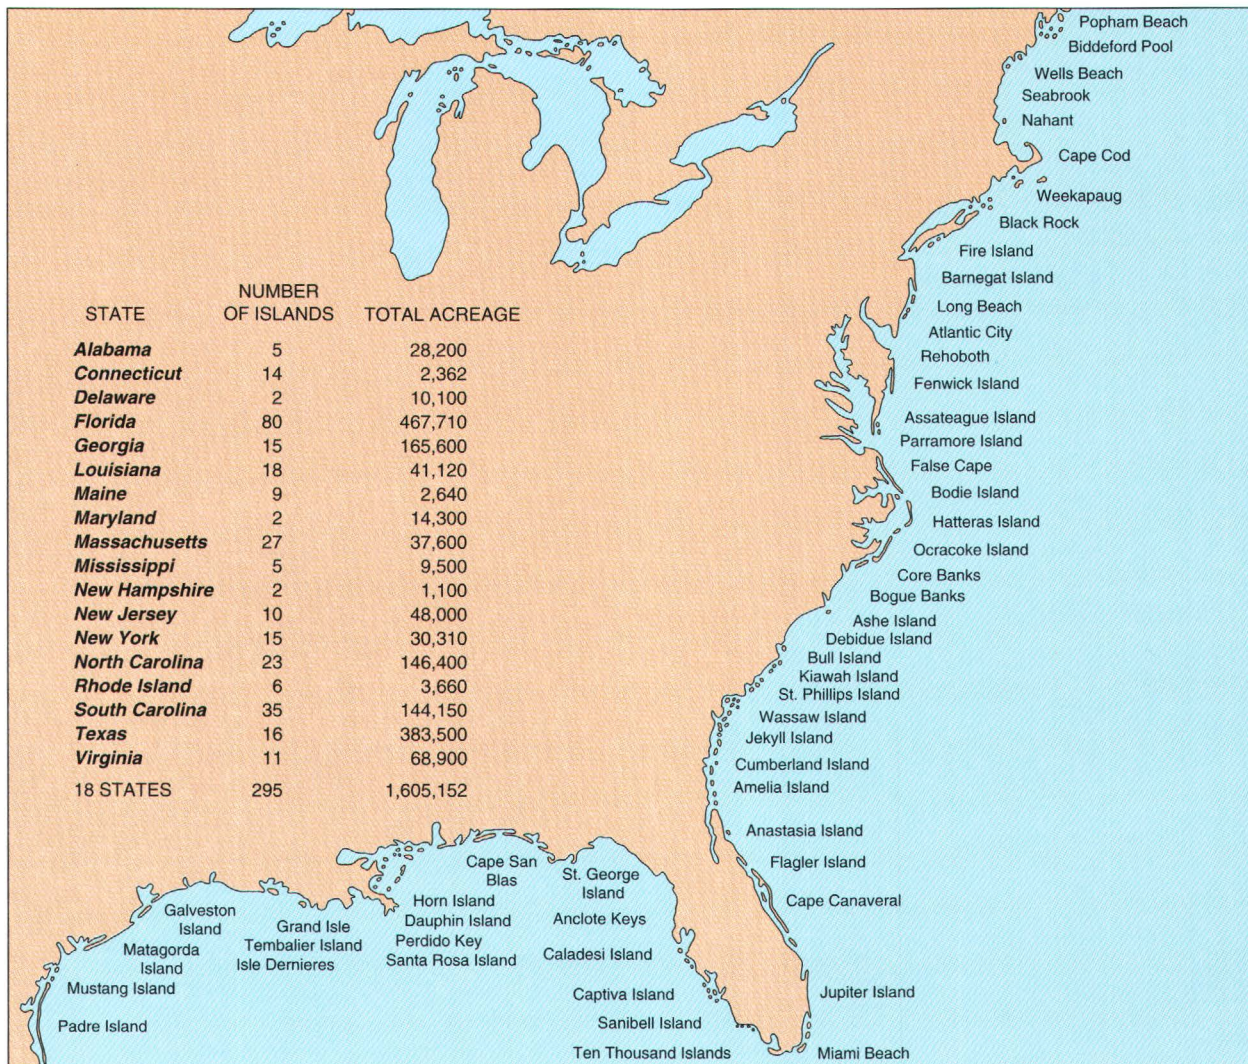 Popham Beach
Biddeford Pool
Wells Beach
Seabrook
Nahant
Cape Cod
Weekapaug
Black Rock
Fire Island
Barnegat Island
Long Beach
Atlantic City
Rehoboth
Fenwick Island
Assateague Island
Parramore Island
False Cape
Bodie Island
Hatteras Island
Ocracoke Island
Core Banks
Bogue Banks
Ashe Island
Debidue Island
Bull Island
Kiawah Island
St. Phillips Island
Wassaw Island
Jekyll Island
Cumberland Island
Amelia Island
Anastasia Island
Flagler Island
Cape Canaveral
Jupiter Island
Miami Beach
STATE NUMBER OF ISLANDS TOTAL ACREAGE
Alabama 5 28,200
Connecticut 14 2,362
Delaware 2 10,100
Florida 80 467,710
Georgia 15 165,600
Louisiana 18 41,120
Maine 9 2,640
Maryland 2 14,300
Massachusetts 27 37,600
Mississippi 5 9,500
New Hampshire 2 1,100
New Jersey 10 48,000
New York 15 30,310
North Carolina 23 146,400
Rhode Island 6 3,660
South Carolina 35 144,150
Texas 16 383,500
Virginia 11 68,900
18 STATES 295 1,605,152
Cape San
Blas
St. George
Island
Horn Island
Dauphin Island
Perdido Key
Santa Rosa Island
Anclote Keys
Caladesi Island
Captiva Island
Sanibell Island
Ten Thousand Islands
Galveston
Island
Grand Isle
Tembalier Island
Isle Dernieres
Matagorda
Island
Mustang Island
Padre Island